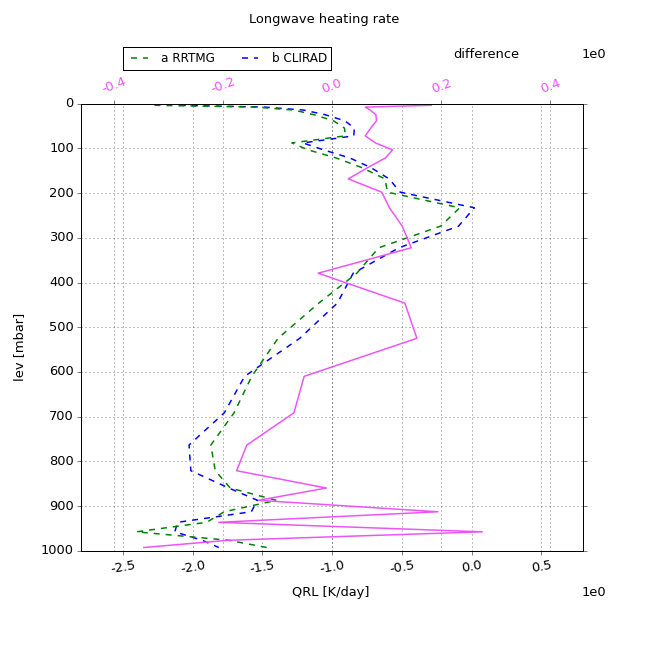 Longwave heating rate
a RRTMG b CLIRAD difference 1e0
-0.4 -0.2 0.0 0.2 0.4
0
100
200
300
400
500
600
700
800
900
1000
lev [mbar]
-2.5 -2.0 -1.5 -1.0 -0.5 0.0 0.5
QRL [K/day] 1e0